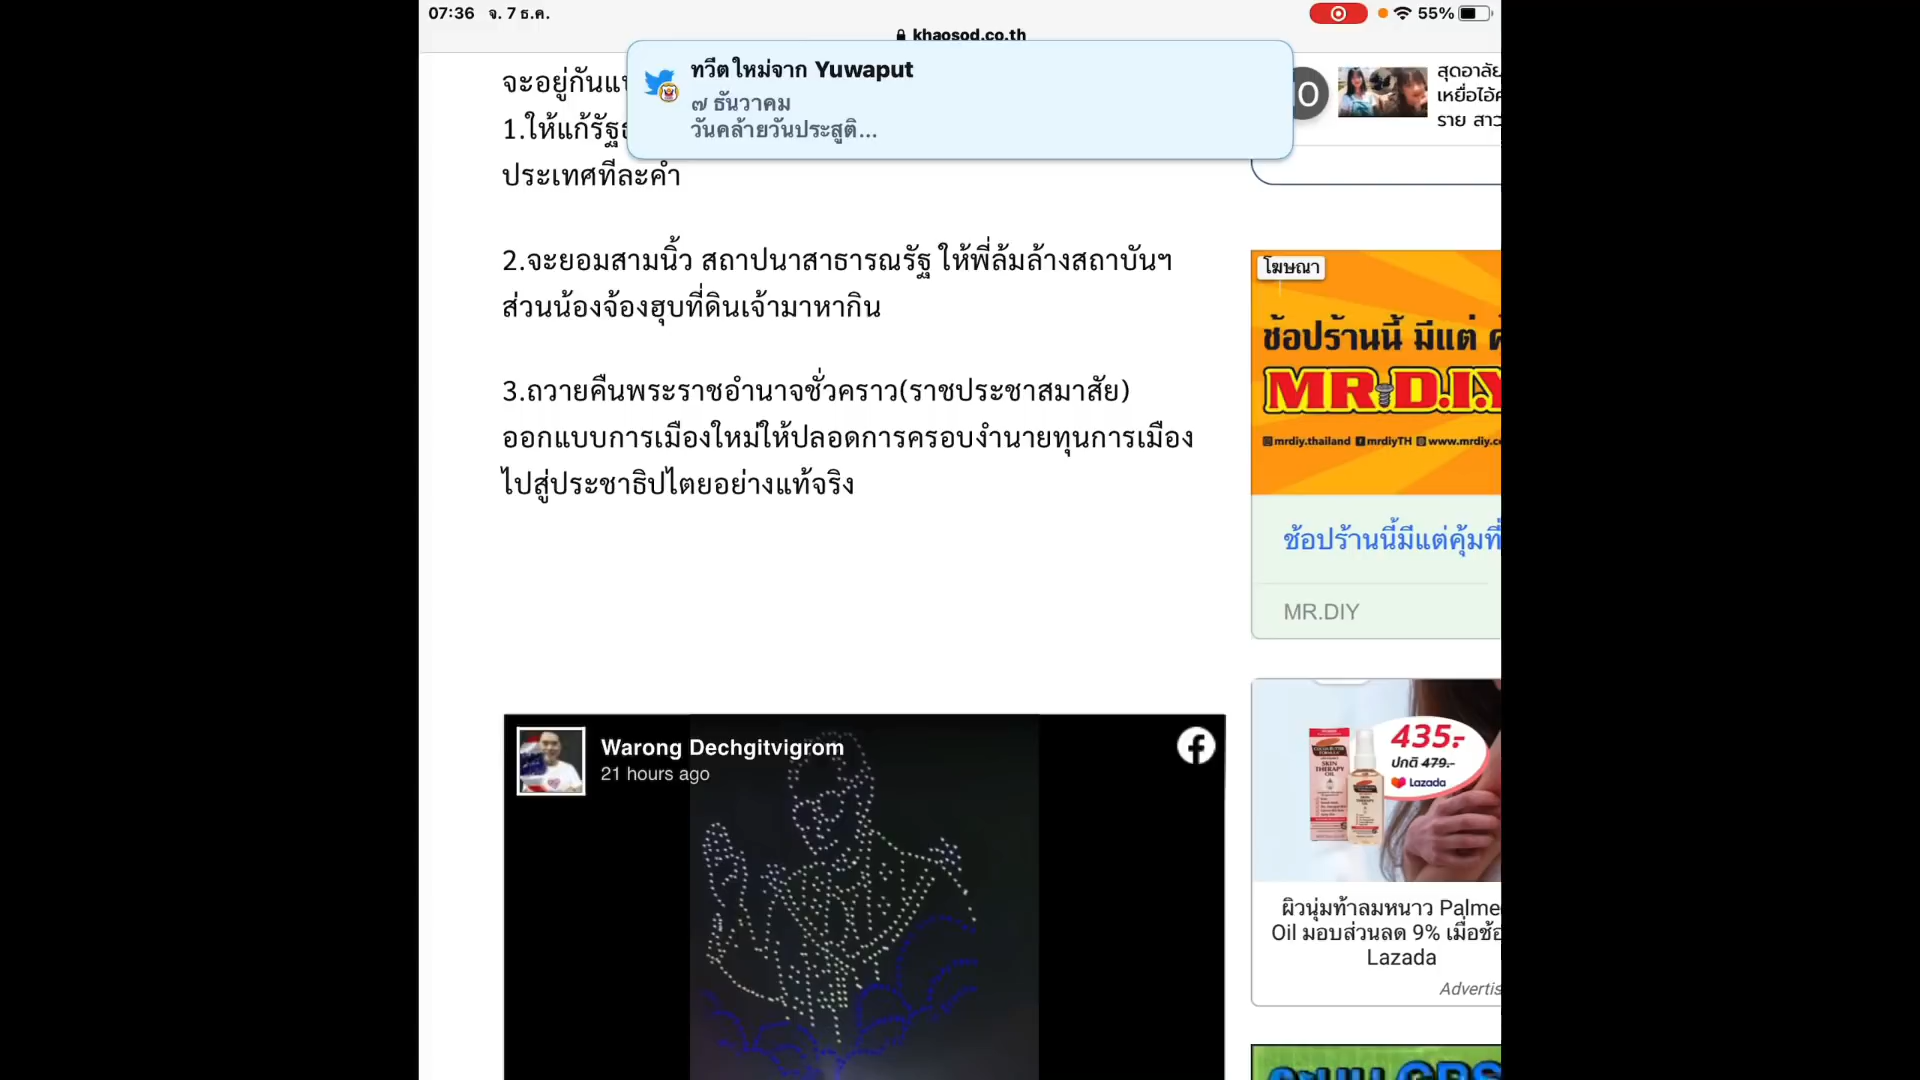 07:36 จ. 7 ธ.ค.
55%
khaosod.co.th
ทวีตใหม่จาก Yuwaput
๗ ธันวาคม
วันคล้ายวันประสูติ...
จะอยู่กันแ
1.ให้แก้รัฐ
ประเทศทีละคำ
2.จะยอมสามนิ้ว สถาปนาสาธารณรัฐ ให้พี่ล้มล้างสถาบันฯ
ส่วนน้องจ้องฮุบที่ดินเจ้ามาหากิน
3.ถวายคืนพระราชอำนาจชั่วคราว(ราชประชาสมาสัย)
ออกแบบการเมืองใหม่ให้ปลอดการครอบงำนายทุนการเมือง
ไปสู่ประชาธิปไตยอย่างแท้จริง
Warong Dechgitvigrom
21 hours ago
สุดอาลัย
เหยื่อไอ้
ราย สาว
โฆษณา
ช้อปร้านนี้ มีแต่
MR.D.I.Y
mrdiy.thailand mrdiyTH www.mrdiy.co
ช้อปร้านนี้มีแต่คุ้มที่
MR.DIY
435.-
ปกติ 479.-
Lazada
SKIN
THERAPY
OIL
ผิวนุ่มท้าลมหนาว Palme
Oil มอบส่วนลด 9% เมื่อช้อ
Lazada
Advertis
ระบบ GPS